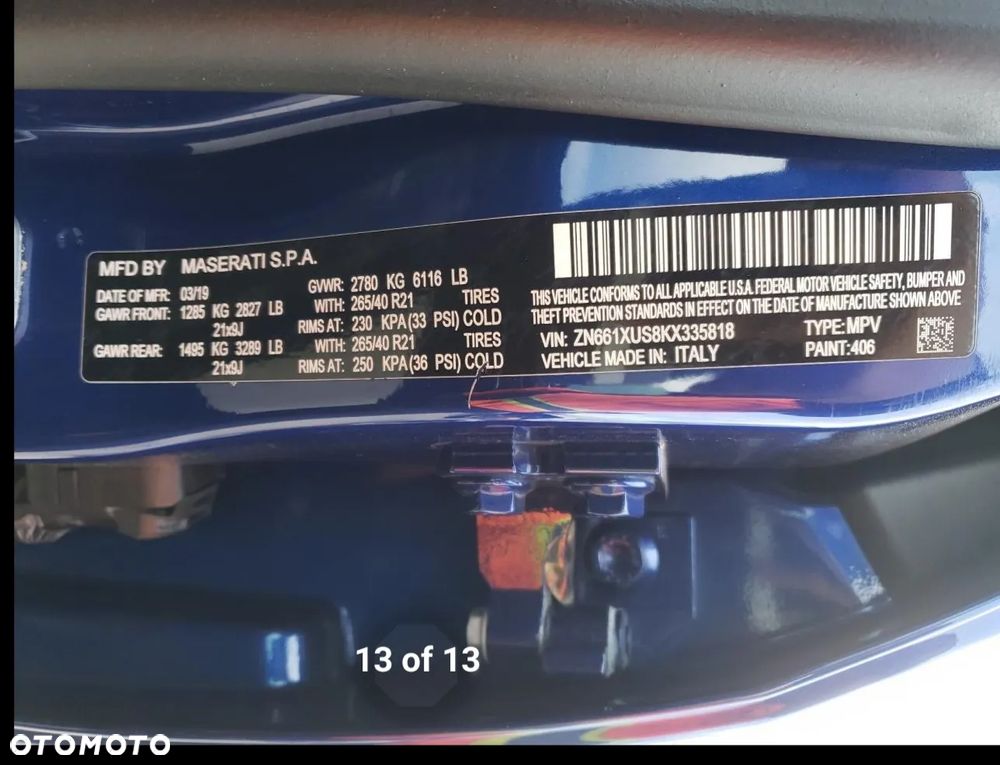 MFD BY MASERATI S.P.A.
DATE OF MFR: 03/19 GVWR: 2780 KG 6116 LB
GAWR FRONT: 1285 KG 2827 LB WITH: 265/40 R21 TIRES
21x9J RIMS AT: 230 KPA(33 PSI) COLD
GAWR REAR: 1495 KG 3289 LB WITH: 265/40 R21 TIRES
21x9J RIMS AT: 250 KPA(36 PSI) COLD
THIS VEHICLE CONFORMS TO ALL APPLICABLE U.S.A. FEDERAL MOTOR VEHICLE SAFETY, BUMPER AND
THEFT PREVENTION STANDARDS IN EFFECT ON THE DATE OF MANUFACTURE SHOWN ABOVE
VIN: ZN661XUS8KX335818 TYPE: MPV
VEHICLE MADE IN: ITALY PAINT: 406
13 of 13
OTOMOTO